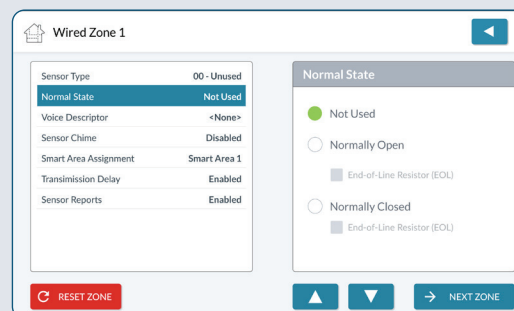 Wired Zone 1
Sensor Type 00 - Unused
Normal State Not Used
Voice Descriptor <None>
Sensor Chime Disabled
Smart Area Assignment Smart Area 1
Transimission Delay Enabled
Sensor Reports Enabled
Normal State
Not Used
Normally Open
End-of-Line Resistor (EOL)
Normally Closed
End-of-Line Resistor (EOL)
RESET ZONE
NEXT ZONE